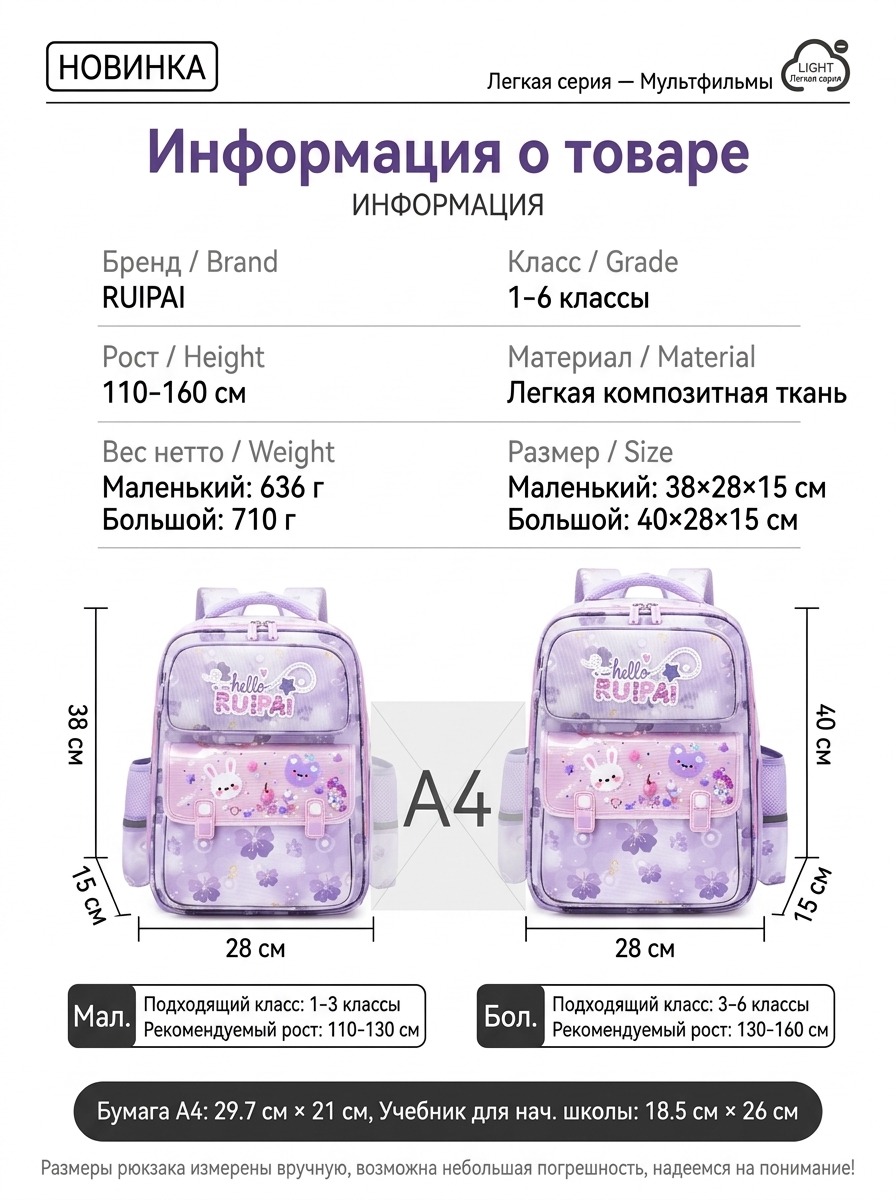 НОВИНКА
Легкая серия — Мультфильмы
LIGHT
Легкая серия
Информация о товаре
ИНФОРМАЦИЯ
Бренд / Brand
RUIPAI
Класс / Grade
1-6 классы
Рост / Height
110-160 см
Материал / Material
Легкая композитная ткань
Вес нетто / Weight
Маленький: 636 г
Большой: 710 г
Размер / Size
Маленький: 38×28×15 см
Большой: 40×28×15 см
hello
RUIPAI
hello
RUIPAI
38 см
A4
40 см
15 см
15 см
28 см
28 см
Мал.
Подходящий класс: 1-3 классы
Рекомендуемый рост: 110-130 см
Бол.
Подходящий класс: 3-6 классы
Рекомендуемый рост: 130-160 см
Бумага A4: 29.7 см × 21 см, Учебник для нач. школы: 18.5 см × 26 см
Размеры рюкзака измерены вручную, возможна небольшая погрешность, надеемся на понимание!